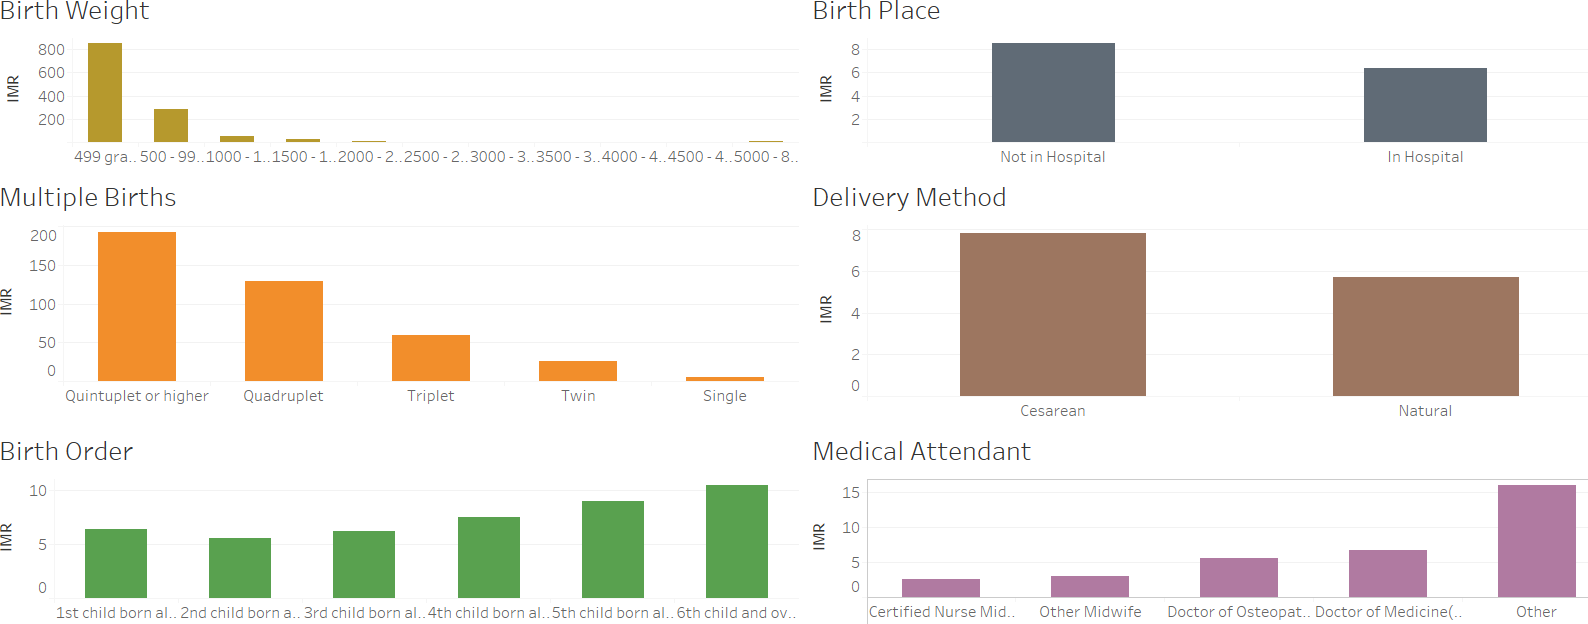 Birth Weight
800
600
400
200
IMR
499 gra.. 500 - 99.. 1000 - 1.. 1500 - 1.. 2000 - 2.. 2500 - 2.. 3000 - 3.. 3500 - 3.. 4000 - 4.. 4500 - 4.. 5000 - 8..
Birth Place
8
6
4
2
IMR
Not in Hospital In Hospital
Multiple Births
200
150
100
50
0
IMR
Quintuplet or higher Quadruplet Triplet Twin Single
Delivery Method
8
6
4
2
0
IMR
Cesarean Natural
Birth Order
10
5
0
IMR
1st child born al.. 2nd child born a.. 3rd child born al.. 4th child born al.. 5th child born al.. 6th child and ov..
Medical Attendant
15
10
5
0
IMR
Certified Nurse Mid.. Other Midwife Doctor of Osteopat.. Doctor of Medicine(.. Other